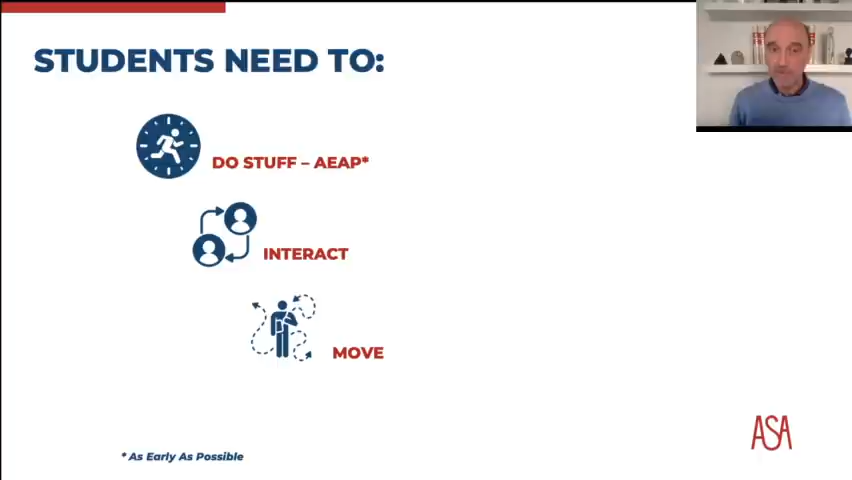 STUDENTS NEED TO:
DO STUFF – AEAP*
INTERACT
MOVE
* As Early As Possible
ASA